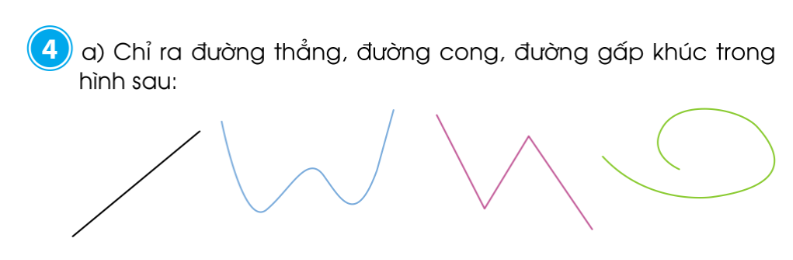 4 a) Chỉ ra đường thẳng, đường cong, đường gấp khúc trong
hình sau: